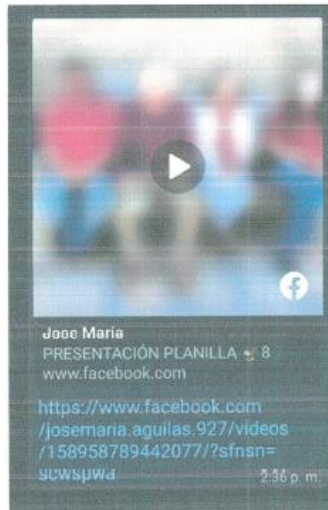 Jose Maria
PRESENTACIÓN PLANILLA 8
www.facebook.com
https://www.facebook.com
/josemaria.aguilas.927/videos
/158958789442077/?sfnsn=
scwspwa
2:36 p. m.